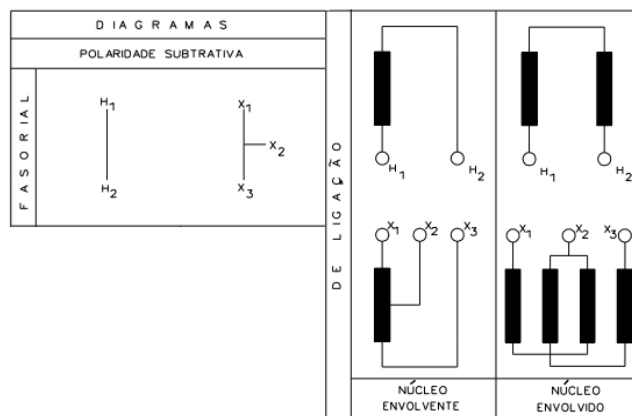 DIAGRAMAS
POLARIDADE SUBTRATIVA
FASORIAL
H1
H2
X1
X2
X3
DE LIGAÇÃO
H1
H2
X1
X2
X3
NÚCLEO
ENVOLVENTE
H1
H2
X1
X2
X3
NÚCLEO
ENVOLVIDO